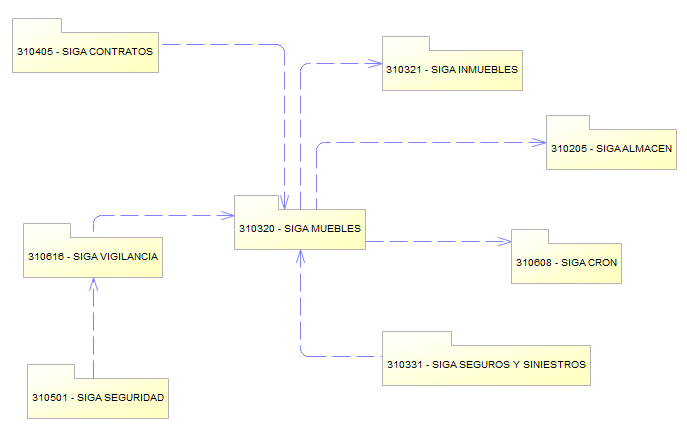 310405 - SIGA CONTRATOS
310321 - SIGA INMUEBLES
310205 - SIGA ALMACEN
310320 - SIGA MUEBLES
310616 - SIGA VIGILANCIA
310608 - SIGA CRON
310331 - SIGA SEGUROS Y SINIESTROS
310501 - SIGA SEGURIDAD